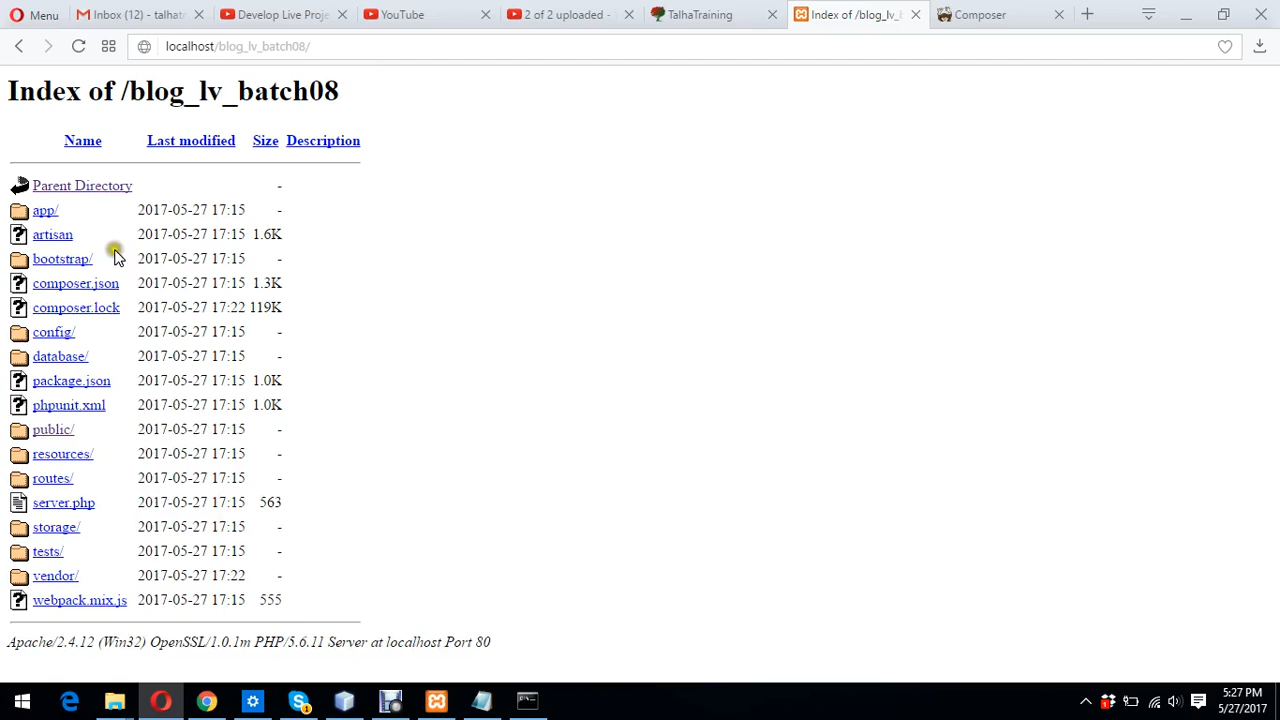 Menu
Inbox (12) - talhatr
Develop Live Proje
YouTube
2 of 2 uploaded -
TalhaTraining
Index of /blog_lv_b
Composer
localhost/blog_lv_batch08/
Index of /blog_lv_batch08
Name Last modified Size Description
Parent Directory -
app/ 2017-05-27 17:15 -
artisan 2017-05-27 17:15 1.6K
bootstrap/ 2017-05-27 17:15 -
composer.json 2017-05-27 17:15 1.3K
composer.lock 2017-05-27 17:22 119K
config/ 2017-05-27 17:15 -
database/ 2017-05-27 17:15 -
package.json 2017-05-27 17:15 1.0K
phpunit.xml 2017-05-27 17:15 1.0K
public/ 2017-05-27 17:15 -
resources/ 2017-05-27 17:15 -
routes/ 2017-05-27 17:15 -
server.php 2017-05-27 17:15 563
storage/ 2017-05-27 17:15 -
tests/ 2017-05-27 17:15 -
vendor/ 2017-05-27 17:22 -
webpack.mix.js 2017-05-27 17:15 555
Apache/2.4.12 (Win32) OpenSSL/1.0.1m PHP/5.6.11 Server at localhost Port 80
5:27 PM
5/27/2017